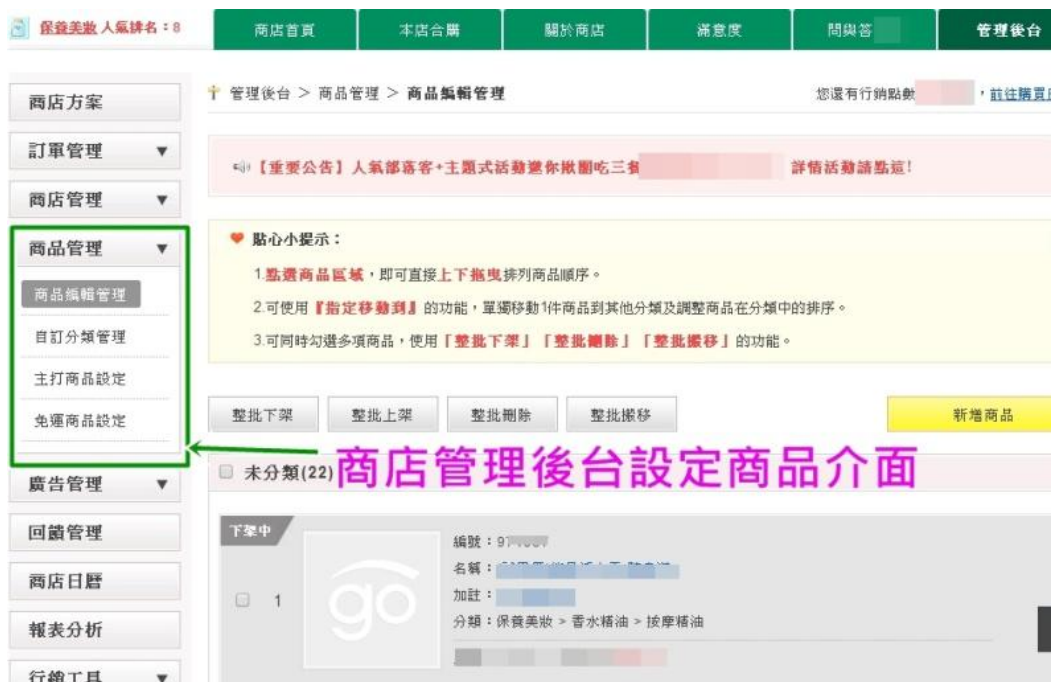 保養美妝 人氣排名：8
商店首頁
本店合購
關於商店
滿意度
問與答
管理後台
管理後台 > 商品管理 > 商品編輯管理
您還有行銷點數
，前往購買
【重要公告】人氣部落客+主題式活動邀你揪團吃三餐
詳情活動請點這!
貼心小提示：
1.點選商品區域，即可直接上下拖曳排列商品順序。
2.可使用『指定移動到』的功能，單獨移動1件商品到其他分類及調整商品在分類中的排序。
3.可同時勾選多項商品，使用「整批下架」「整批刪除」「整批搬移」的功能。
商店方案
訂單管理
商店管理
商品管理
商品編輯管理
自訂分類管理
主打商品設定
免運商品設定
廣告管理
回饋管理
商店日曆
報表分析
行銷工具
整批下架
整批上架
整批刪除
整批搬移
新增商品
未分類(22)
商店管理後台設定商品介面
下架中
1
go
編號：
名稱：
加註：
分類：保養美妝 > 香水精油 > 按摩精油